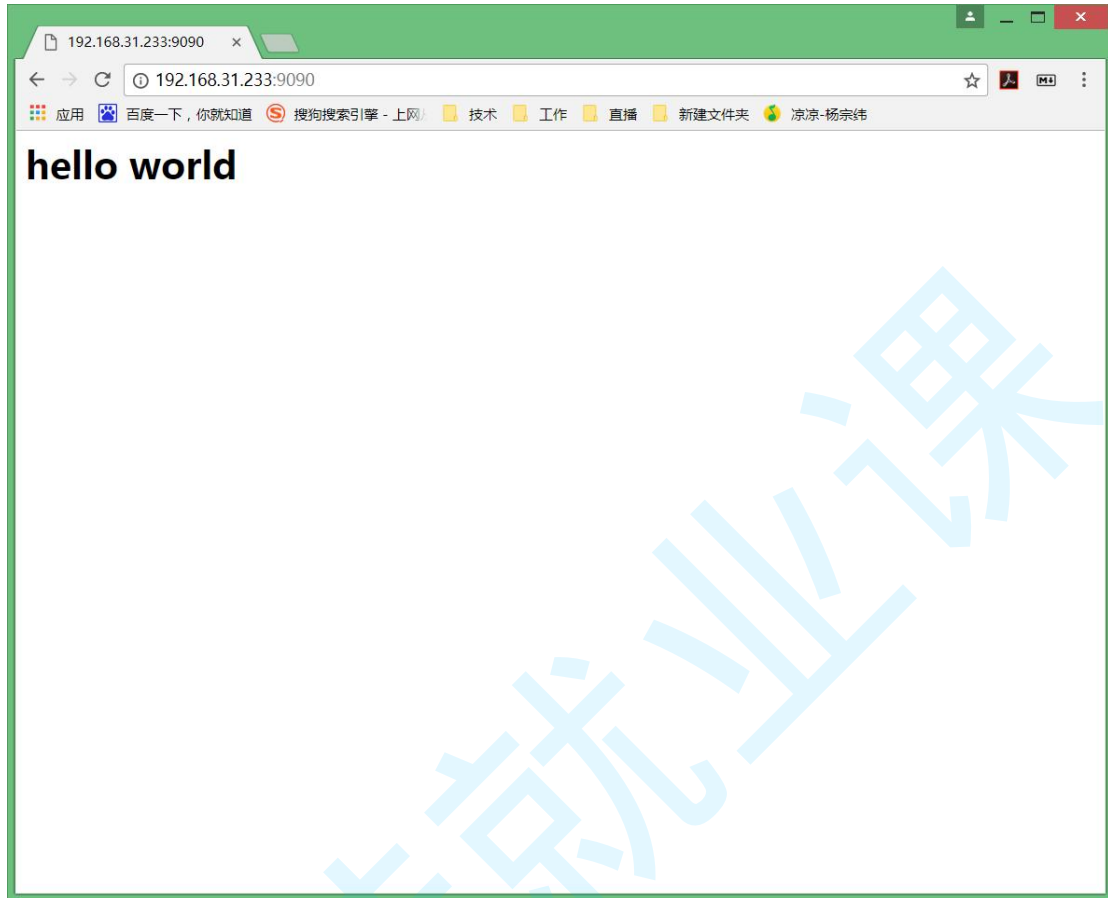 192.168.31.233:9090
192.168.31.233:9090
应用 百度一下，你就知道 搜狗搜索引擎 - 上网 技术 工作 直播 新建文件夹 凉凉-杨宗纬
hello world
就业课